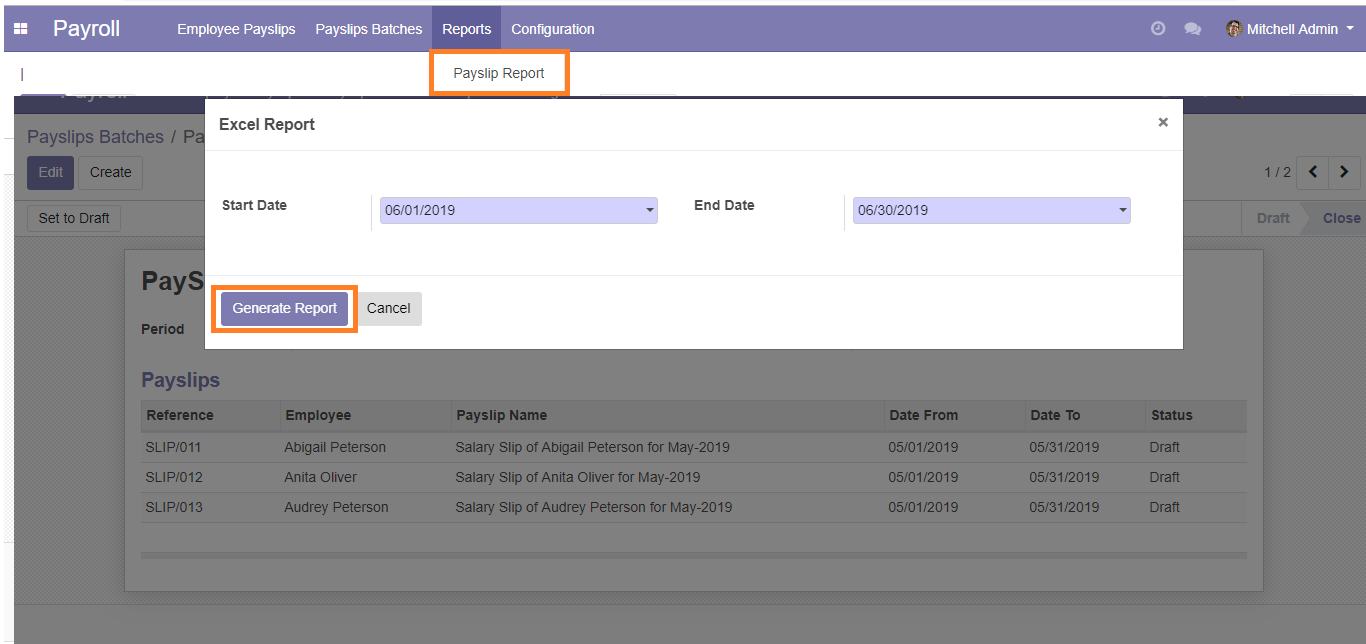 Payroll Employee Payslips Payslips Batches Reports Configuration Mitchell Admin
Payslip Report
Excel Report ×
Payslips Batches / Pa
Edit Create 1 / 2
Start Date 06/01/2019 End Date 06/30/2019
Set to Draft Draft Close
PayS
Generate Report Cancel
Period
Payslips
Reference Employee Payslip Name Date From Date To Status
SLIP/011 Abigail Peterson Salary Slip of Abigail Peterson for May-2019 05/01/2019 05/31/2019 Draft
SLIP/012 Anita Oliver Salary Slip of Anita Oliver for May-2019 05/01/2019 05/31/2019 Draft
SLIP/013 Audrey Peterson Salary Slip of Audrey Peterson for May-2019 05/01/2019 05/31/2019 Draft